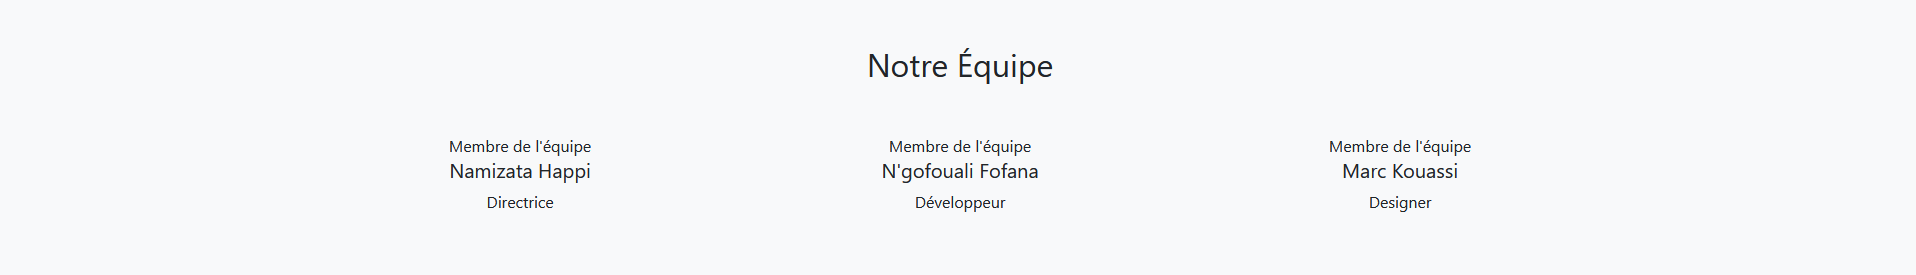 Notre Équipe
Membre de l'équipe
Namizata Happi
Directrice
Membre de l'équipe
N'gofouali Fofana
Développeur
Membre de l'équipe
Marc Kouassi
Designer